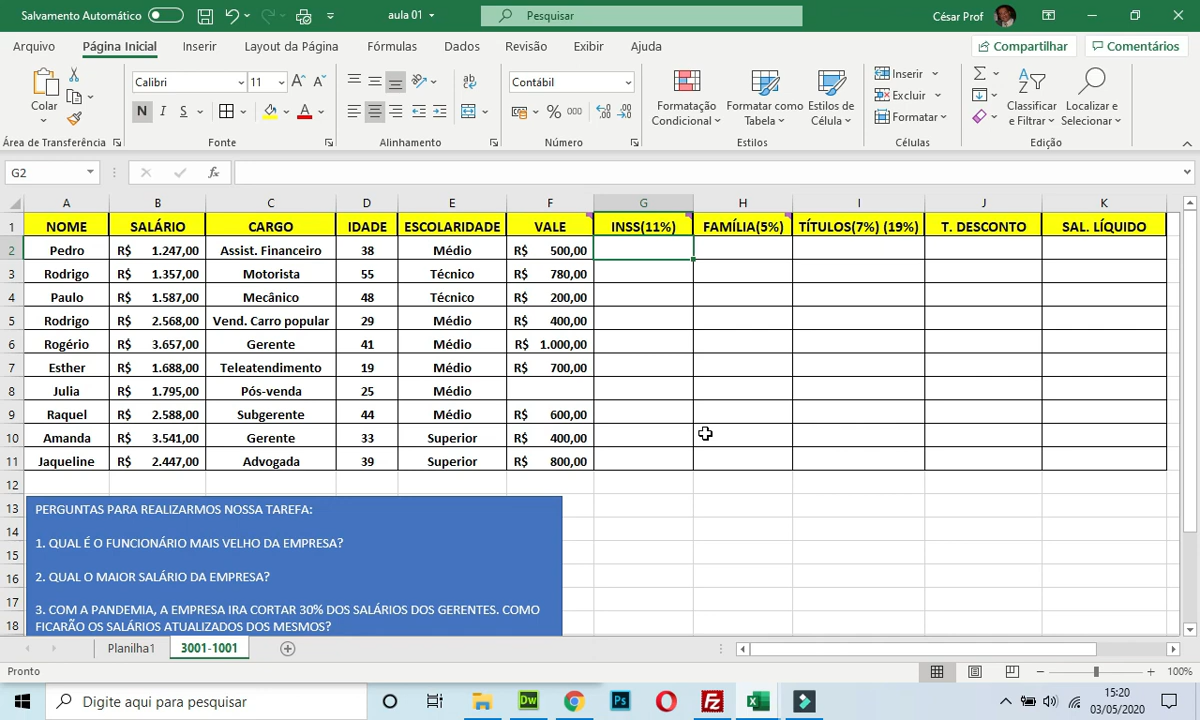 Salvamento Automático
aula 01
Pesquisar
César Prof
Arquivo Página Inicial Inserir Layout da Página Fórmulas Dados Revisão Exibir Ajuda Compartilhar Comentários
Colar
Calibri 11
N I S
Contábil
% 000
Formatação Condicional
Formatar como Tabela
Estilos de Célula
Inserir
Excluir
Formatar
Classificar e Filtrar
Localizar e Selecionar
Área de Transferência Fonte Alinhamento Número Estilos Células Edição
G2 fx
A B C D E F G H I J K
1 NOME SALÁRIO CARGO IDADE ESCOLARIDADE VALE INSS(11%) FAMÍLIA(5%) TÍTULOS(7%) (19%) T. DESCONTO SAL. LÍQUIDO
2 Pedro R$ 1.247,00 Assist. Financeiro 38 Médio R$ 500,00
3 Rodrigo R$ 1.357,00 Motorista 55 Técnico R$ 780,00
4 Paulo R$ 1.587,00 Mecânico 48 Técnico R$ 200,00
5 Rodrigo R$ 2.568,00 Vend. Carro popular 29 Médio R$ 400,00
6 Rogério R$ 3.657,00 Gerente 41 Médio R$ 1.000,00
7 Esther R$ 1.688,00 Teleatendimento 19 Médio R$ 700,00
8 Julia R$ 1.795,00 Pós-venda 25 Médio
9 Raquel R$ 2.588,00 Subgerente 44 Médio R$ 600,00
10 Amanda R$ 3.541,00 Gerente 33 Superior R$ 400,00
11 Jaqueline R$ 2.447,00 Advogada 39 Superior R$ 800,00
12
13 PERGUNTAS PARA REALIZARMOS NOSSA TAREFA:
14
15 1. QUAL É O FUNCIONÁRIO MAIS VELHO DA EMPRESA?
16 2. QUAL O MAIOR SALÁRIO DA EMPRESA?
17 3. COM A PANDEMIA, A EMPRESA IRA CORTAR 30% DOS SALÁRIOS DOS GERENTES. COMO
18 FICARÃO OS SALÁRIOS ATUALIZADOS DOS MESMOS?
Planilha1 3001-1001
Pronto 100%
Digite aqui para pesquisar
Dw Ps Fz
15:20
03/05/2020